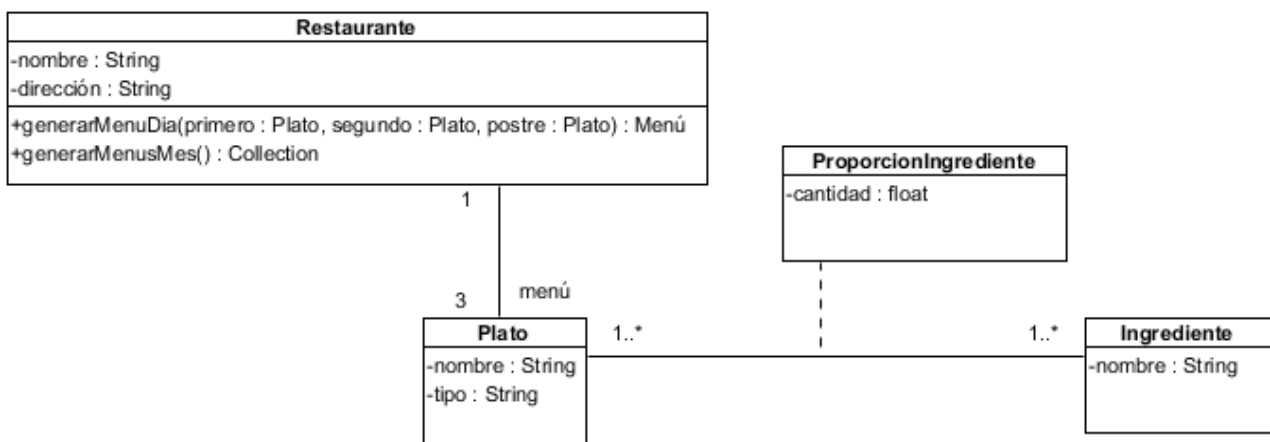 Restaurante
-nombre : String
-dirección : String
+generarMenuDia(primero : Plato, segundo : Plato, postre : Plato) : Menú
+generarMenusMes() : Collection
1
3
menú
Plato
-nombre : String
-tipo : String
1..*
ProporcionIngrediente
-cantidad : float
1..*
Ingrediente
-nombre : String